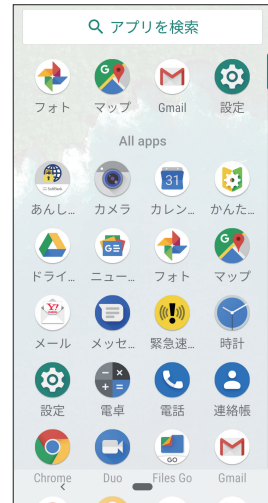 アプリを検索
フォト マップ Gmail 設定
All apps
あんし… カメラ カレン… かんた…
ドライ… ニュー… フォト マップ
メール メッセ… 緊急速… 時計
設定 電卓 電話 連絡帳
Chrome Duo Files Go Gmail